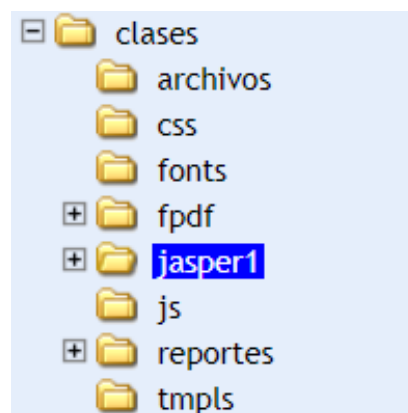 clases
archivos
css
fonts
fpdf
jasper1
js
reportes
tmpls